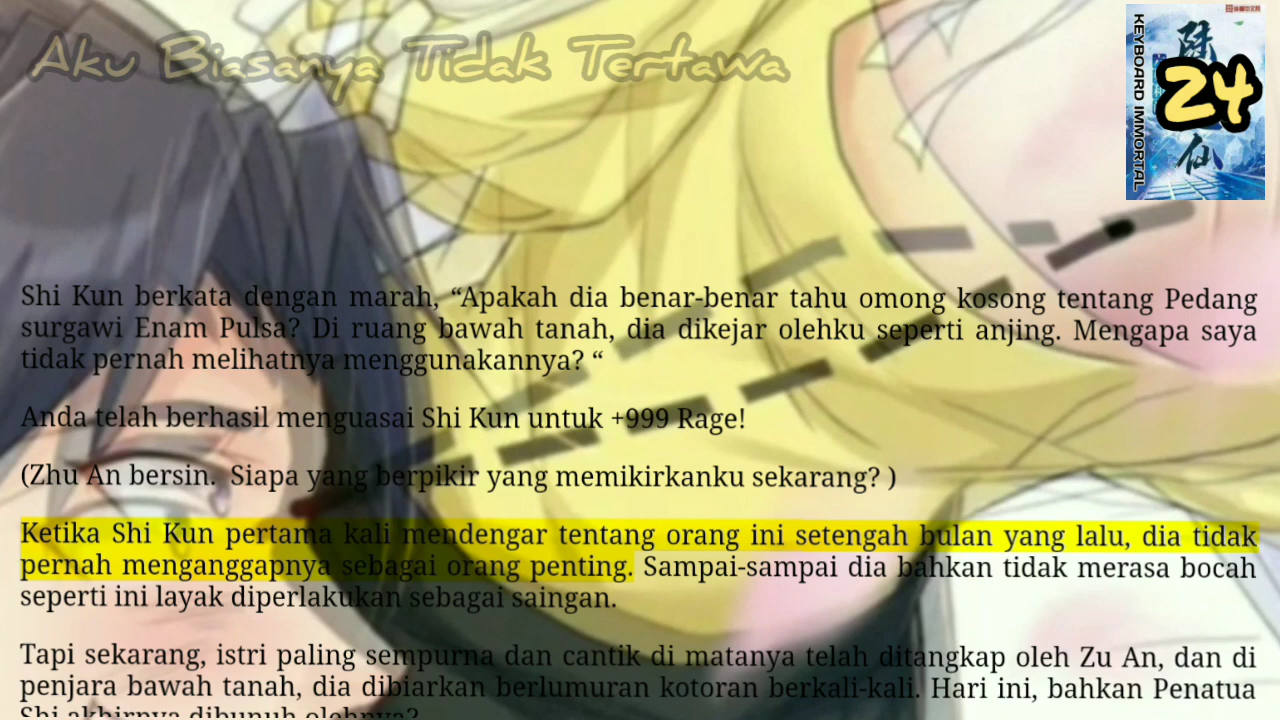 Aku Biasanya Tidak Tertawa
KEYBOARD IMMORTAL
24
仙
Shi Kun berkata dengan marah, “Apakah dia benar-benar tahu omong kosong tentang Pedang
surgawi Enam Pulsa? Di ruang bawah tanah, dia dikejar olehku seperti anjing. Mengapa saya
tidak pernah melihatnya menggunakannya? “
Anda telah berhasil menguasai Shi Kun untuk +999 Rage!
(Zhu An bersin.  Siapa yang berpikir yang memikirkanku sekarang? )
Ketika Shi Kun pertama kali mendengar tentang orang ini setengah bulan yang lalu, dia tidak
pernah menganggapnya sebagai orang penting. Sampai-sampai dia bahkan tidak merasa bocah
seperti ini layak diperlakukan sebagai saingan.
Tapi sekarang, istri paling sempurna dan cantik di matanya telah ditangkap oleh Zu An, dan di
penjara bawah tanah, dia dibiarkan berlumuran kotoran berkali-kali. Hari ini, bahkan Penatua
Shi akhirnya dibunuh olehnya?